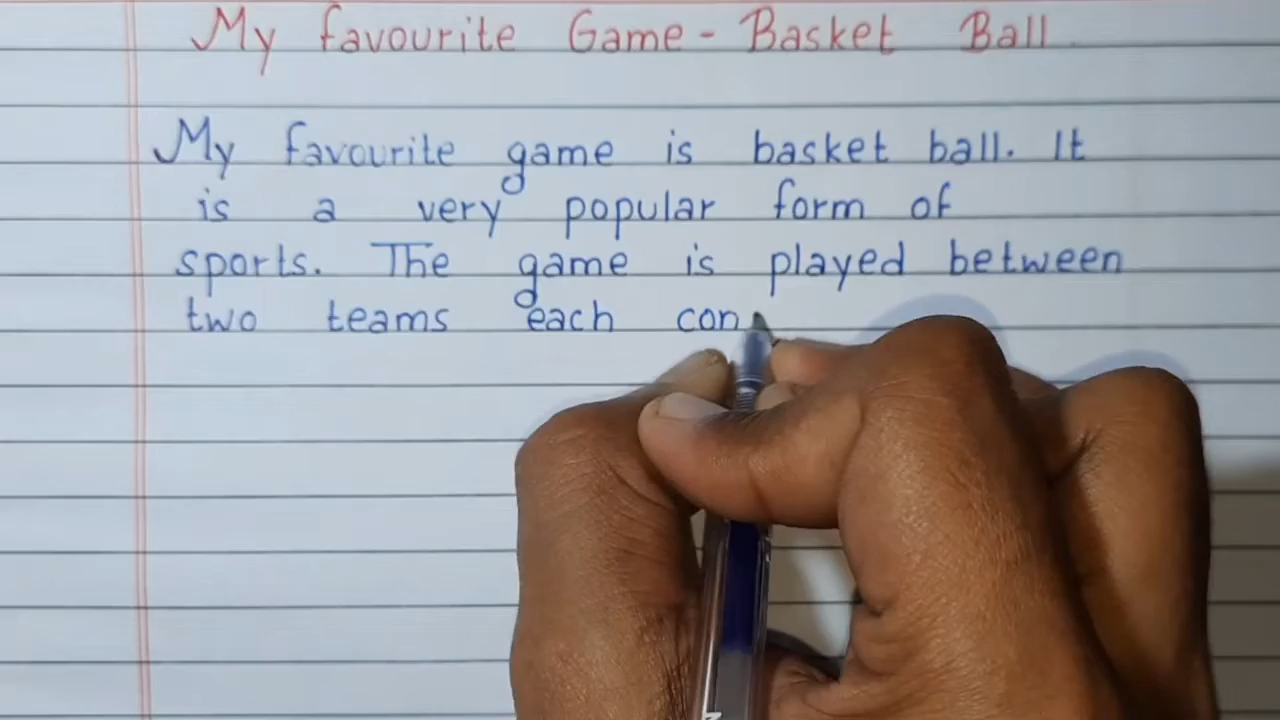 My favourite Game - Basket Ball
My favourite game is basket ball. It
is a very popular form of
sports. The game is played between
two teams each con